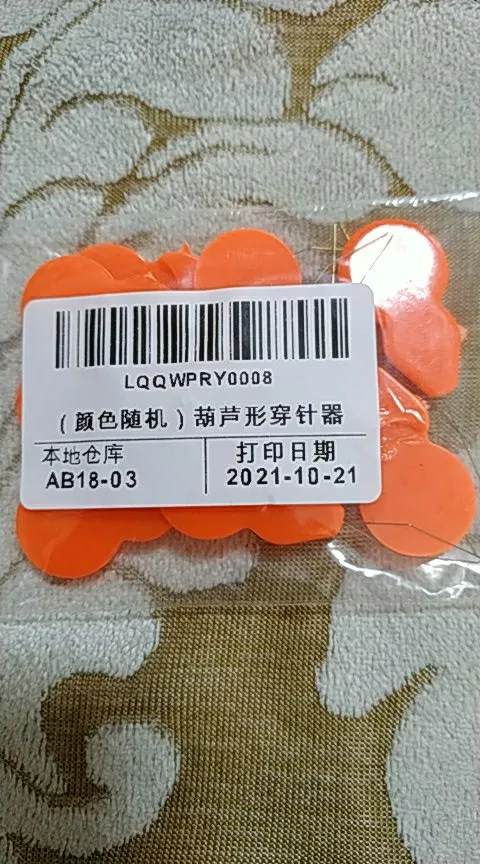 LQQWPRY0008
(颜色随机)葫芦形穿针器
本地仓库
AB18-03
打印日期
2021-10-21